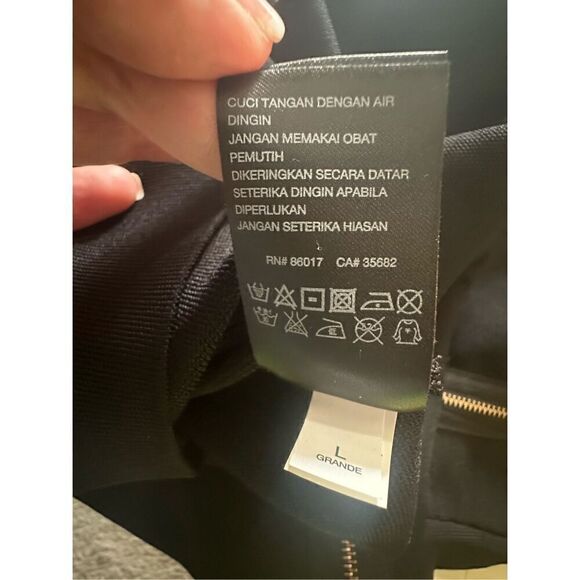 CUCI TANGAN DENGAN AIR
DINGIN
JANGAN MEMAKAI OBAT
PEMUTIH
DIKERINGKAN SECARA DATAR
SETERIKA DINGIN APABILA
DIPERLUKAN
JANGAN SETERIKA HIASAN
RN# 86017 CA# 35682
L
GRANDE